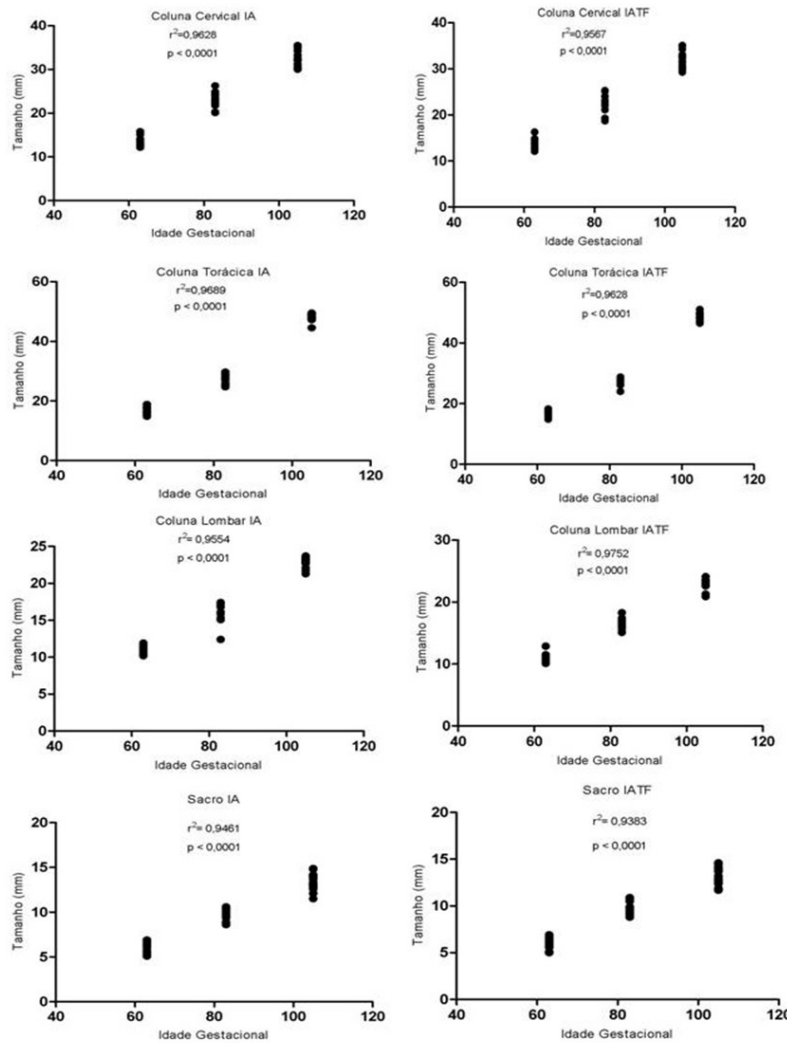 Coluna Cervical IA
r²=0,9628
p < 0,0001
Tamanho (mm)
40
30
20
10
0
40 60 80 100 120
Idade Gestacional
Coluna Cervical IATF
r²=0,9567
p < 0,0001
Tamanho (mm)
40
30
20
10
0
40 60 80 100 120
Idade Gestacional
Coluna Torácica IA
r²=0,9689
p < 0,0001
Tamanho (mm)
60
40
20
0
40 60 80 100 120
Idade Gestacional
Coluna Torácica IATF
r²=0,9628
p < 0,0001
Tamanho (mm)
60
40
20
0
40 60 80 100 120
Idade Gestacional
Coluna Lombar IA
r²= 0,9554
p < 0,0001
Tamanho (mm)
25
20
15
10
5
0
40 60 80 100 120
Idade Gestacional
Coluna Lombar IATF
r²= 0,9752
p < 0,0001
Tamanho (mm)
30
20
10
0
40 60 80 100 120
Idade Gestacional
Sacro IA
r²= 0,9461
p < 0,0001
Tamanho (mm)
20
15
10
5
0
40 60 80 100 120
Idade Gestacional
Sacro IATF
r²= 0,9383
p < 0,0001
Tamanho (mm)
20
15
10
5
0
40 60 80 100 120
Idade Gestacional